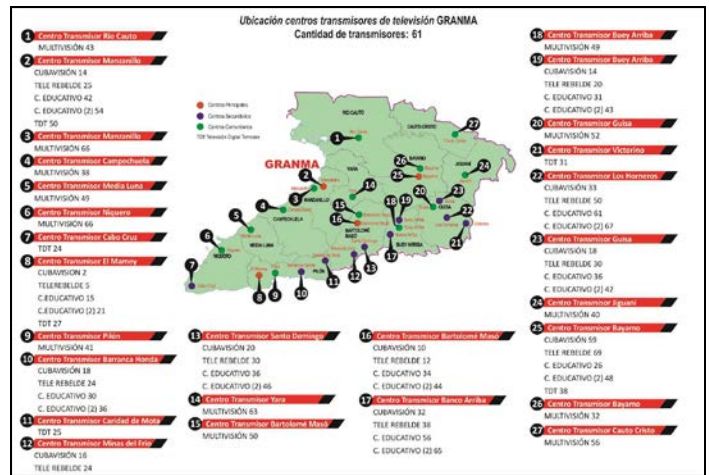 Ubicación centros transmisores de televisión GRANMA
Cantidad de transmisores: 61
1 Centro Transmisor Río Cauto
MULTIVISIÓN 43
2 Centro Transmisor Manzanillo
CUBAVISIÓN 14
TELE REBELDE 25
C. EDUCATIVO 42
C. EDUCATIVO (2) 54
TDT 50
3 Centro Transmisor Manzanillo
MULTIVISIÓN 66
4 Centro Transmisor Campechuela
MULTIVISIÓN 38
5 Centro Transmisor Media Luna
MULTIVISIÓN 49
6 Centro Transmisor Niquero
MULTIVISIÓN 66
7 Centro Transmisor Cabo Cruz
TDT 24
8 Centro Transmisor El Mamey
CUBAVISION 2
TELEREBELDE 5
C.EDUCATIVO 15
C.EDUCATIVO (2) 21
TDT 27
9 Centro Transmisor Pilón
MULTIVISIÓN 41
10 Centro Transmisor Barranca Honda
CUBAVISIÓN 18
TELE REBELDE 24
C. EDUCATIVO 30
C. EDUCATIVO (2) 36
11 Centro Transmisor Caridad de Mota
TDT 25
12 Centro Transmisor Minas del Frío
CUBAVISIÓN 16
TELE REBELDE 24
Centros Principales
Centros Secundarios
Centros Comunitarios
TDT Televisión Digital Terrestre
GRANMA
RIO CAUTO
CAUTO CRISTO
YARA
BAYAMO
JIGUANI
MANZANILLO
CAMPECHUELA
MEDIA LUNA
NIQUERO
PILÓN
BARTOLOMÉ
MASÓ
BUEY ARRIBA
GUISA
13 Centro Transmisor Santo Domingo
CUBAVISIÓN 20
TELE REBELDE 30
C. EDUCATIVO 36
C. EDUCATIVO (2) 46
14 Centro Transmisor Yara
MULTIVISIÓN 63
15 Centro Transmisor Bartolomé Masó
MULTIVISIÓN 50
16 Centro Transmisor Bartolomé Masó
CUBAVISIÓN 10
TELE REBELDE 12
C. EDUCATIVO 34
C. EDUCATIVO (2) 44
17 Centro Transmisor Banco Arriba
CUBAVISIÓN 32
TELE REBELDE 38
C. EDUCATIVO 56
C. EDUCATIVO (2) 65
18 Centro Transmisor Buey Arriba
MULTIVISIÓN 49
19 Centro Transmisor Buey Arriba
CUBAVISIÓN 14
TELE REBELDE 20
C. EDUCATIVO 31
C. EDUCATIVO (2) 43
20 Centro Transmisor Guisa
MULTIVISIÓN 52
21 Centro Transmisor Victorino
TDT 31
22 Centro Transmisor Los Horneros
CUBAVISIÓN 33
TELE REBELDE 50
C. EDUCATIVO 61
C. EDUCATIVO (2) 67
23 Centro Transmisor Guisa
CUBAVISIÓN 18
TELE REBELDE 30
C. EDUCATIVO 36
C. EDUCATIVO (2) 42
24 Centro Transmisor Jiguaní
MULTIVISIÓN 40
25 Centro Transmisor Bayamo
CUBAVISIÓN 59
TELE REBELDE 69
C. EDUCATIVO 26
C. EDUCATIVO (2) 48
TDT 38
26 Centro Transmisor Bayamo
MULTIVISIÓN 32
27 Centro Transmisor Cauto Cristo
MULTIVISIÓN 56